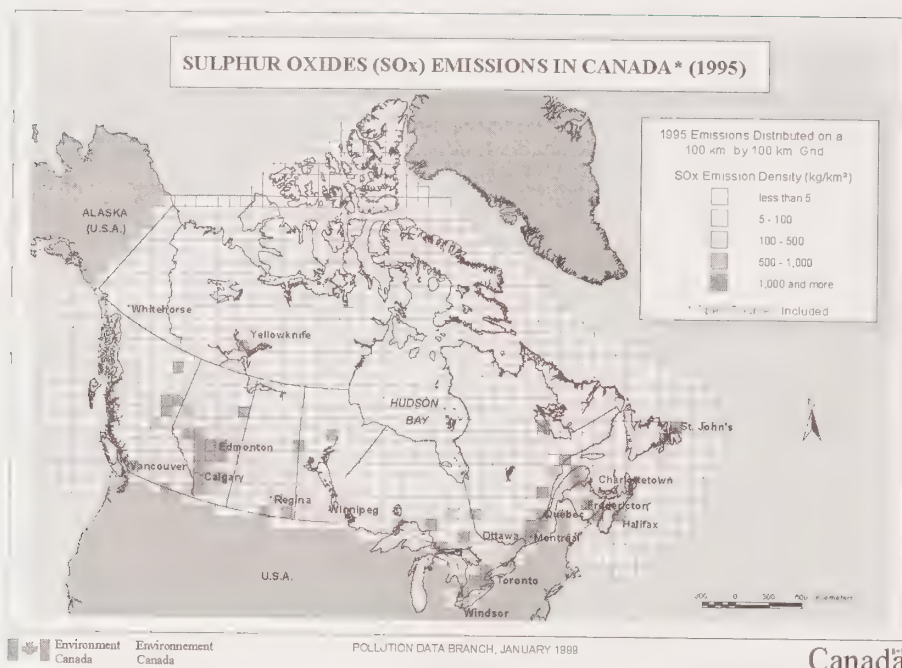 SULPHUR OXIDES (SOx) EMISSIONS IN CANADA* (1995)
1995 Emissions Distributed on a
100 km by 100 km Grid
SOx Emission Density (kg/km²)
less than 5
5 - 100
100 - 500
500 - 1,000
1,000 and more
Included
ALASKA
(U.S.A.)
Whitehorse
Yellowknife
HUDSON
BAY
St. John's
Edmonton
Vancouver
Calgary
Charlottetown
Regina
Winnipeg
Fredericton
Québec
Halifax
Ottawa
Montréal
U.S.A.
Toronto
Windsor
0
Environment
Canada
Environnement
Canada
POLLUTION DATA BRANCH, JANUARY 1999
Canada